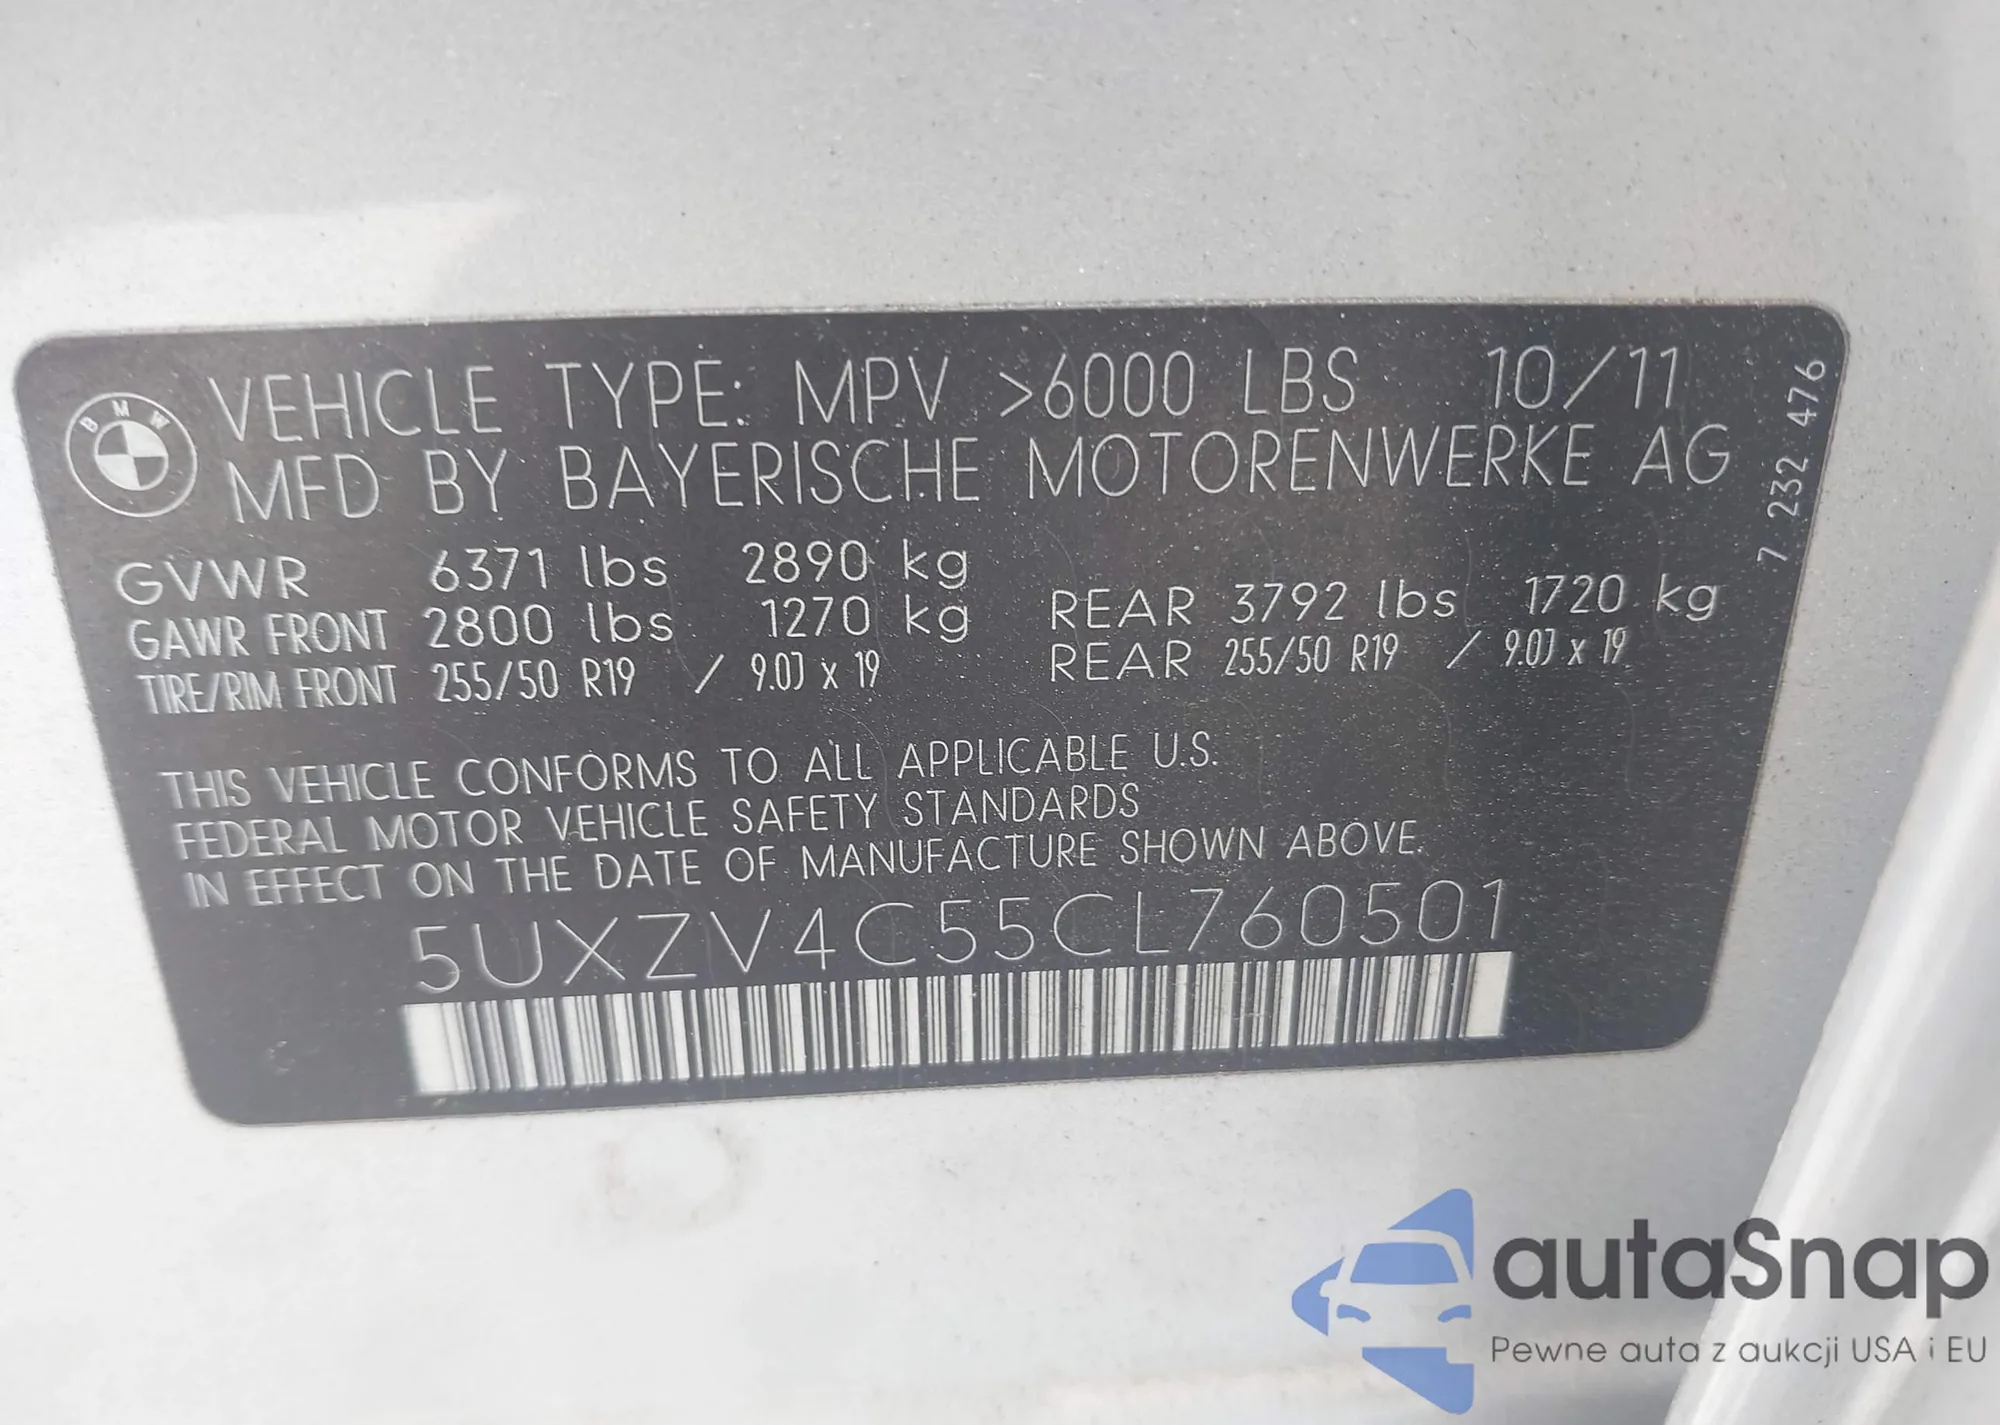 BMW
VEHICLE TYPE: MPV >6000 LBS 10/11
MFD BY BAYERISCHE MOTORENWERKE AG
7 232 476
GVWR 6371 lbs 2890 kg
GAWR FRONT 2800 lbs 1270 kg REAR 3792 lbs 1720 kg
TIRE/RIM FRONT 255/50 R19 / 9.0J x 19 REAR 255/50 R19 / 9.0J x 19
THIS VEHICLE CONFORMS TO ALL APPLICABLE U.S.
FEDERAL MOTOR VEHICLE SAFETY STANDARDS
IN EFFECT ON THE DATE OF MANUFACTURE SHOWN ABOVE.
5UXZV4C55CL760501
autaSnap
Pewne auta z aukcji USA i EU